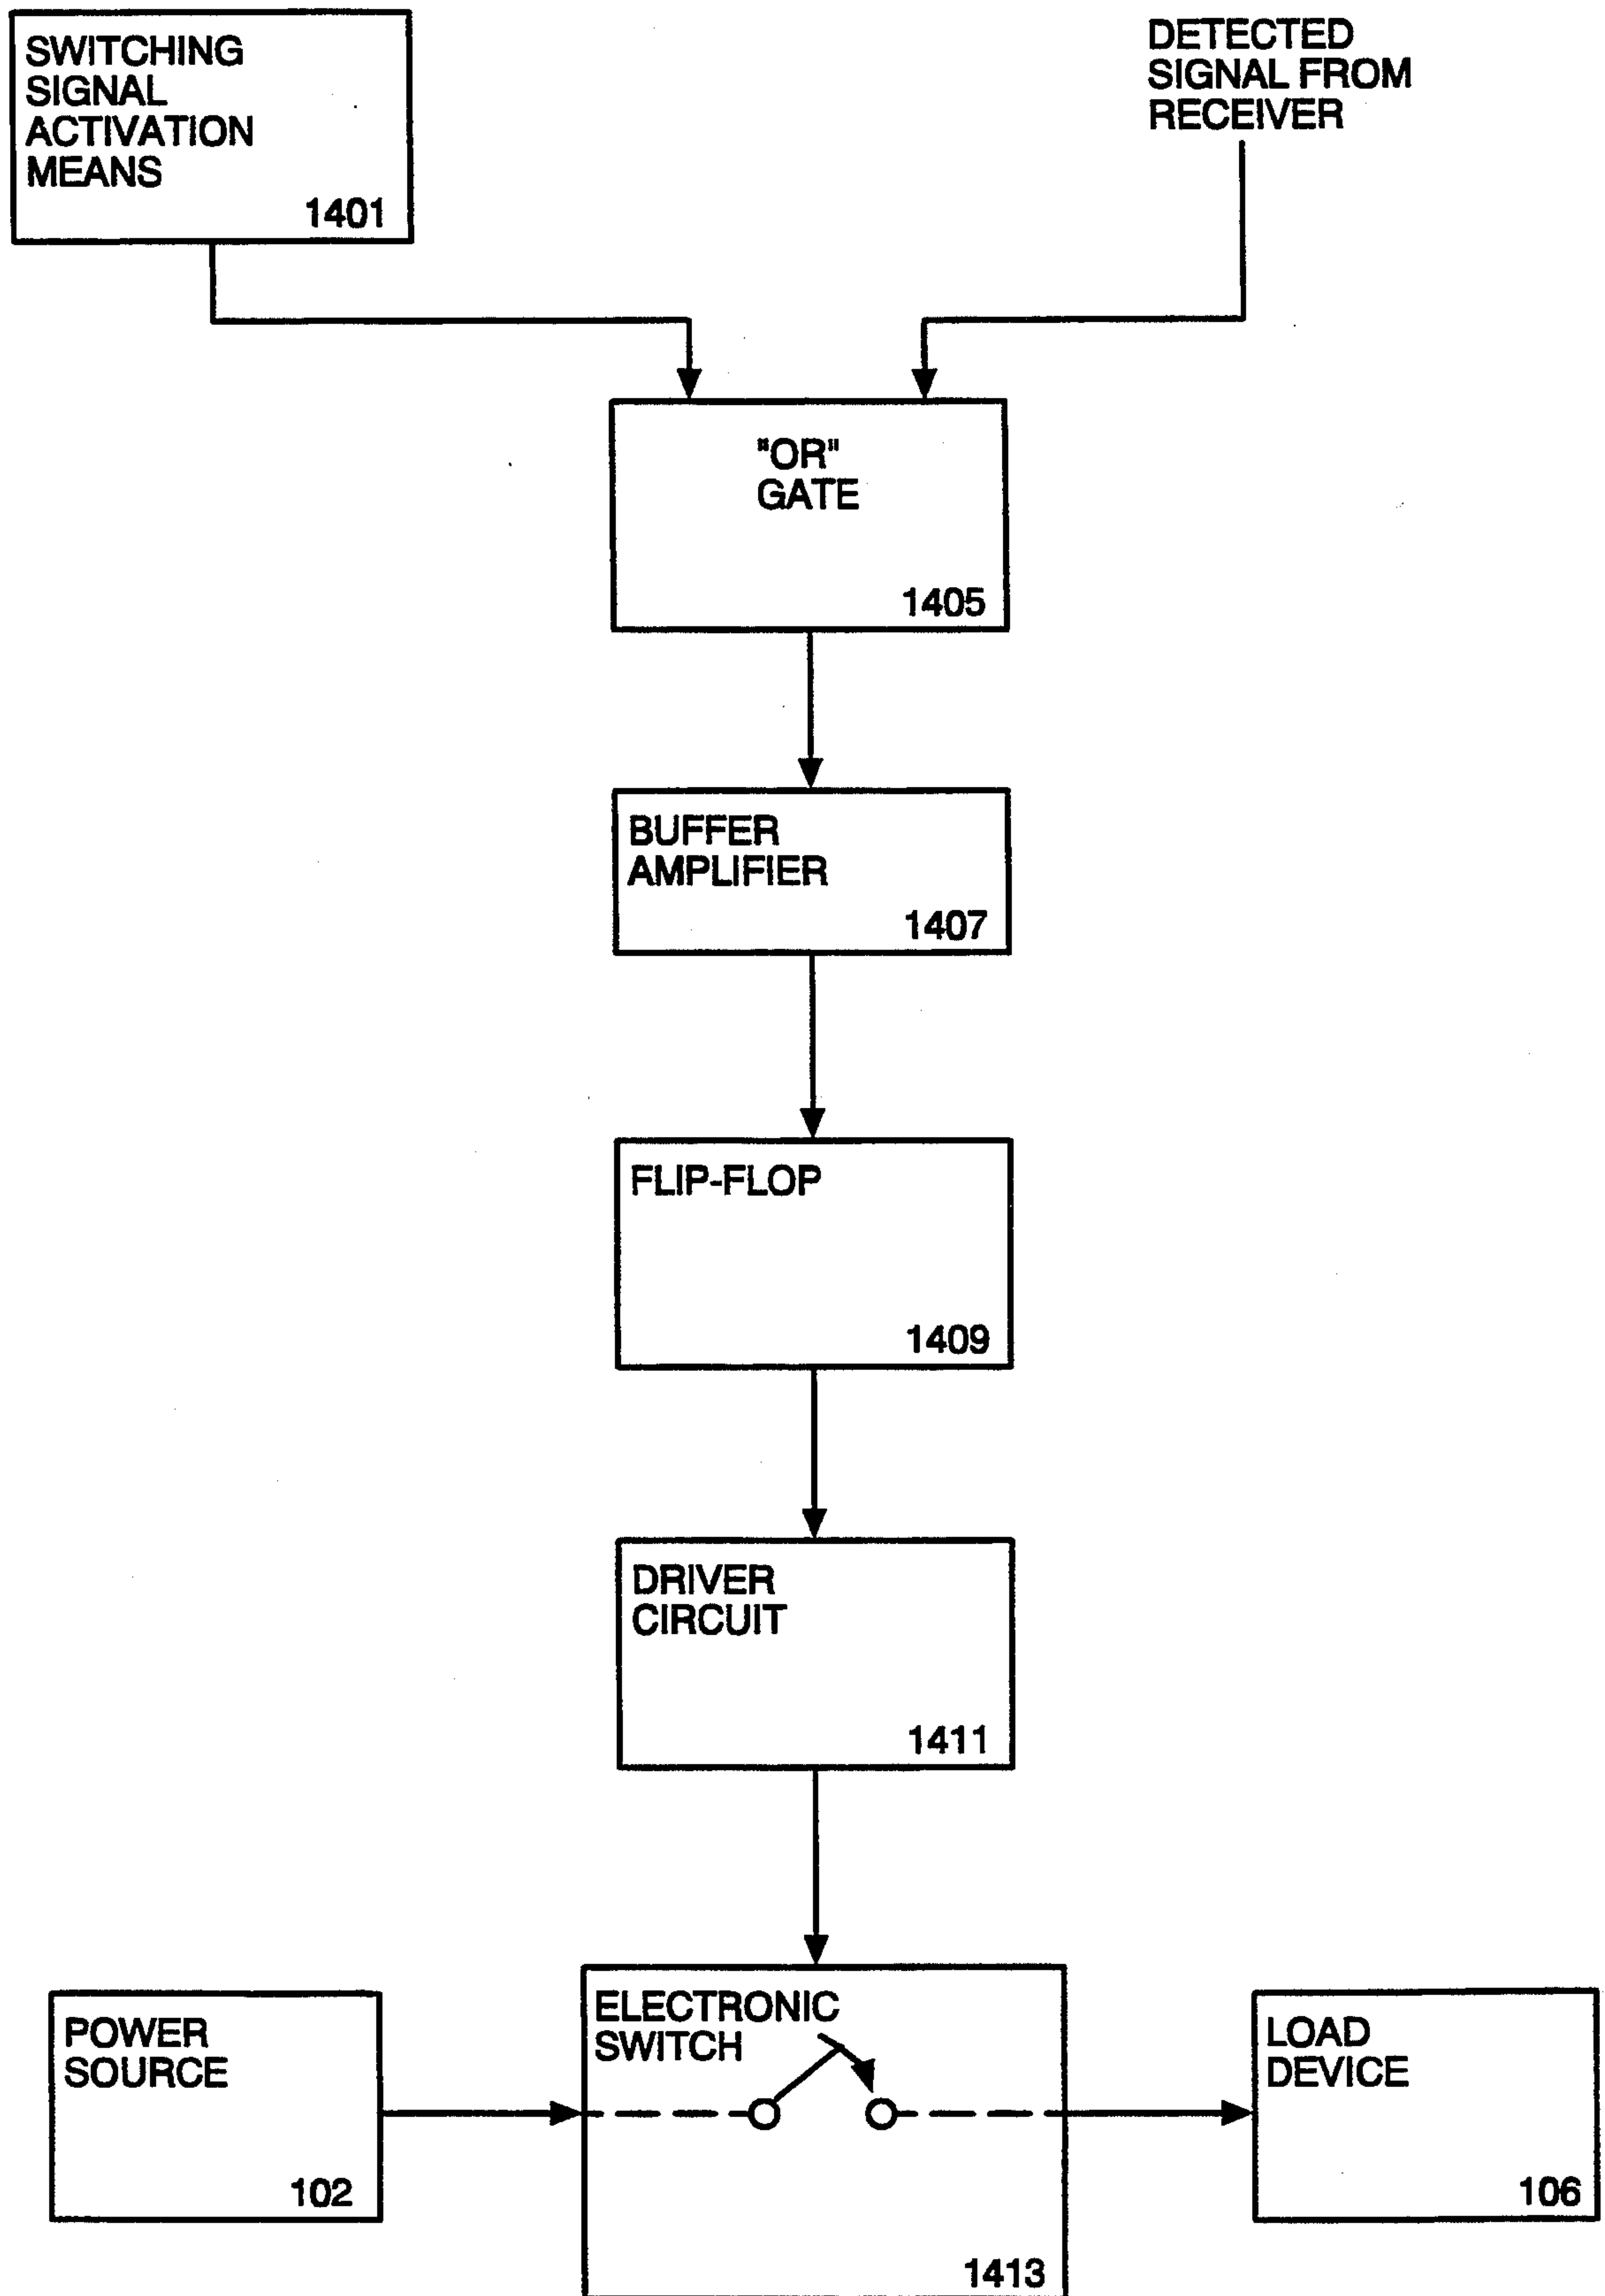 SWITCHING
SIGNAL
ACTIVATION
MEANS
1401
DETECTED
SIGNAL FROM
RECEIVER
"OR"
GATE
1405
BUFFER
AMPLIFIER
1407
FLIP-FLOP
1409
DRIVER
CIRCUIT
1411
POWER
SOURCE
102
ELECTRONIC
SWITCH
1413
LOAD
DEVICE
106